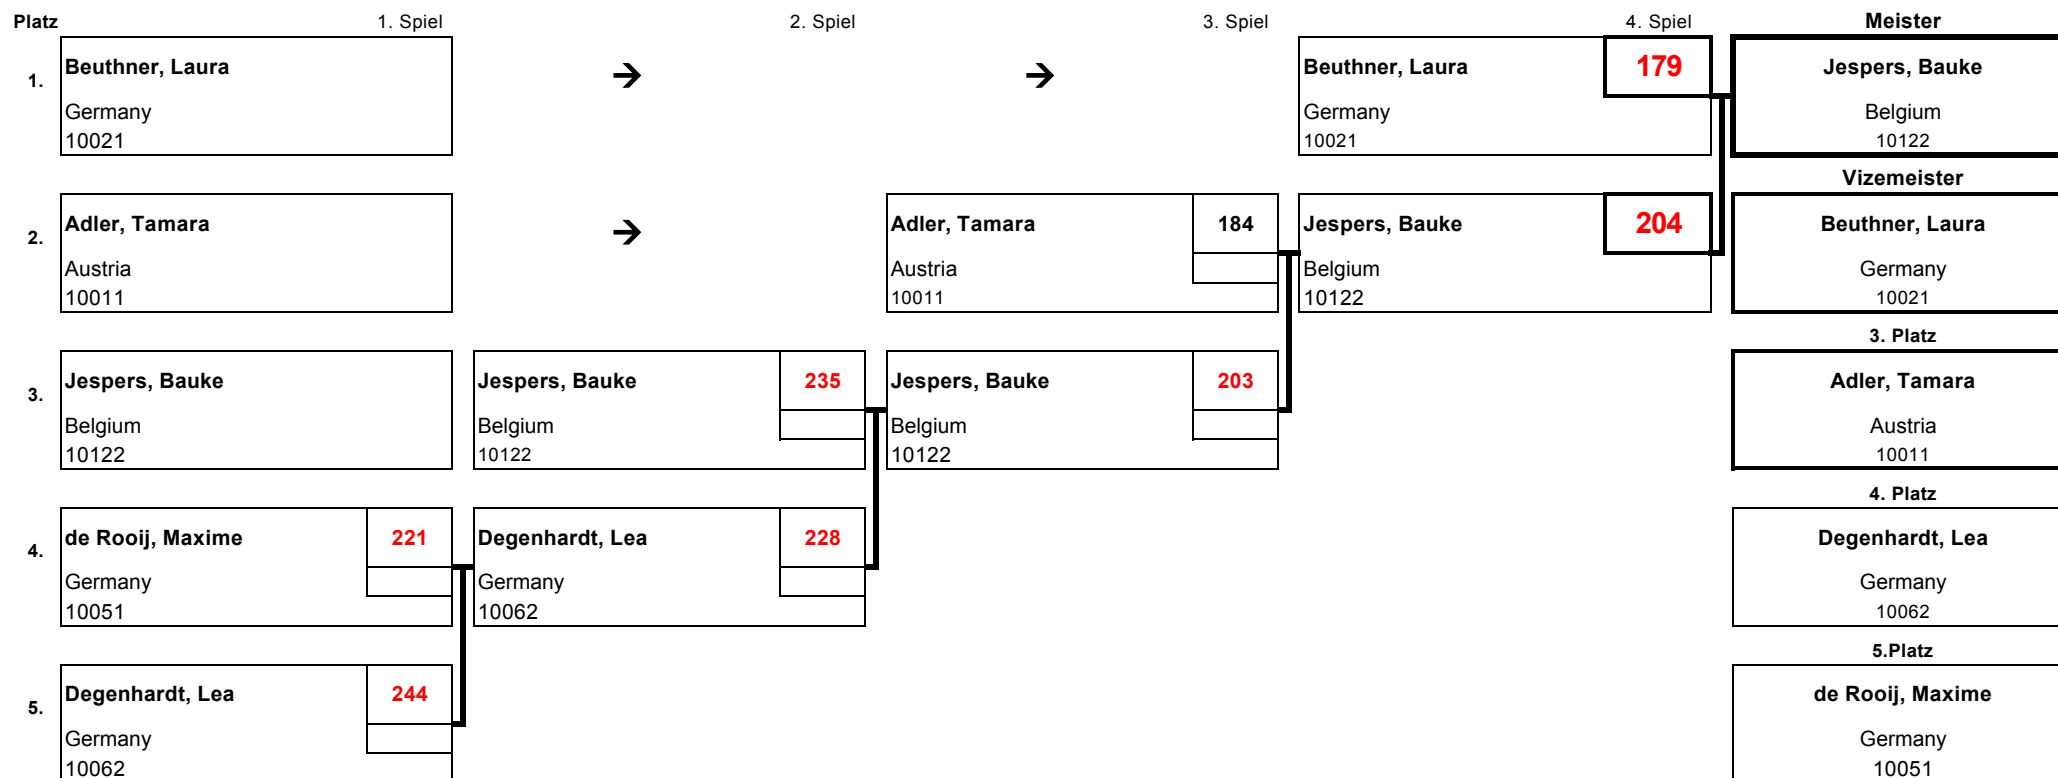 Platz 1. Spiel 2. Spiel 3. Spiel 4. Spiel Meister
1. Beuthner, Laura → → Beuthner, Laura 179 Jespers, Bauke
Germany Germany Belgium
10021 10021 10122
Vizemeister
2. Adler, Tamara → Adler, Tamara 184 Jespers, Bauke 204 Beuthner, Laura
Austria Austria Belgium Germany
10011 10011 10122 10021
3. Platz
3. Jespers, Bauke Jespers, Bauke 235 Jespers, Bauke 203 Adler, Tamara
Belgium Belgium Belgium Austria
10122 10122 10122 10011
4. Platz
4. de Rooij, Maxime 221 Degenhardt, Lea 228 Degenhardt, Lea
Germany Germany Germany
10051 10062 10062
5.Platz
5. Degenhardt, Lea 244 de Rooij, Maxime
Germany Germany
10062 10051